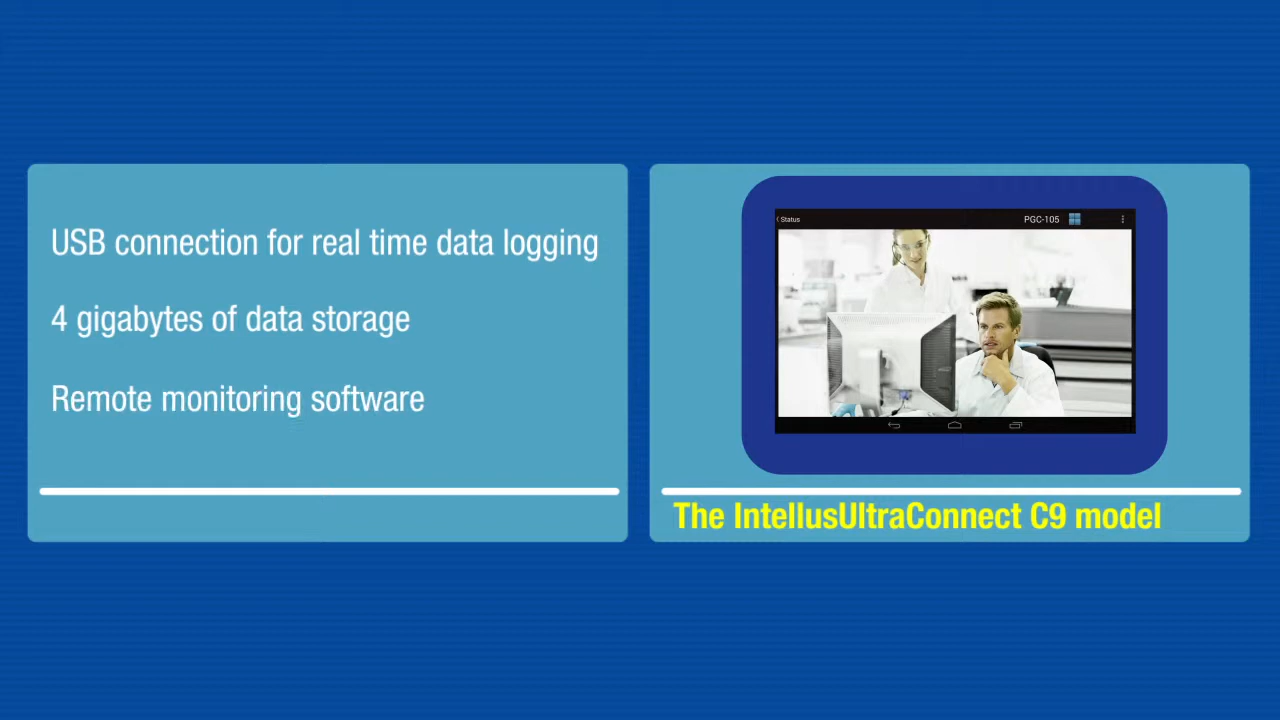 USB connection for real time data logging
4 gigabytes of data storage
Remote monitoring software
Status
PGC-105
The IntellusUltraConnect C9 model